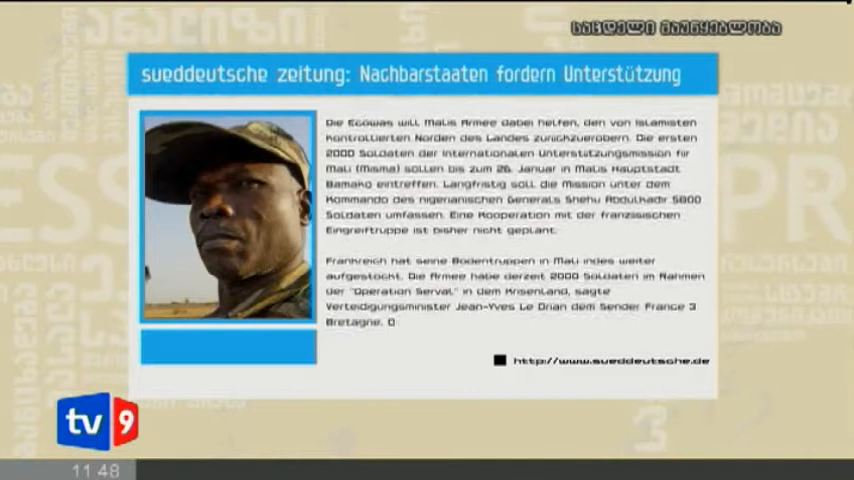 საცდელი მაუწყებლობა
sueddeutsche zeitung: Nachbarstaaten fordern Unterstützung
Die Ecowas will Malis Armee dabei helfen, den von Islamisten
kontrollierten Norden des Landes zurückzuerobern. Die ersten
2000 Soldaten der Internationalen Unterstützungsmission für
Mali (Misma) sollen bis zum 26. Januar in Malis Hauptstadt
Bamako eintreffen. Langfristig soll die Mission unter dem
Kommando des nigerianischen Generals Shehu Abdulkadir 5800
Soldaten umfassen. Eine Kooperation mit der französischen
Eingreiftruppe ist bisher nicht geplant.
Frankreich hat seine Bodentruppen in Mali indes weiter
aufgestockt. Die Armee habe derzeit 2000 Soldaten im Rahmen
der "Operation Serval" in dem Krisenland, sagte
Verteidigungsminister Jean-Yves Le Drian dem Sender France 3
Bretagne. 0
http://www.sueddeutsche.de
tv 9
11 48